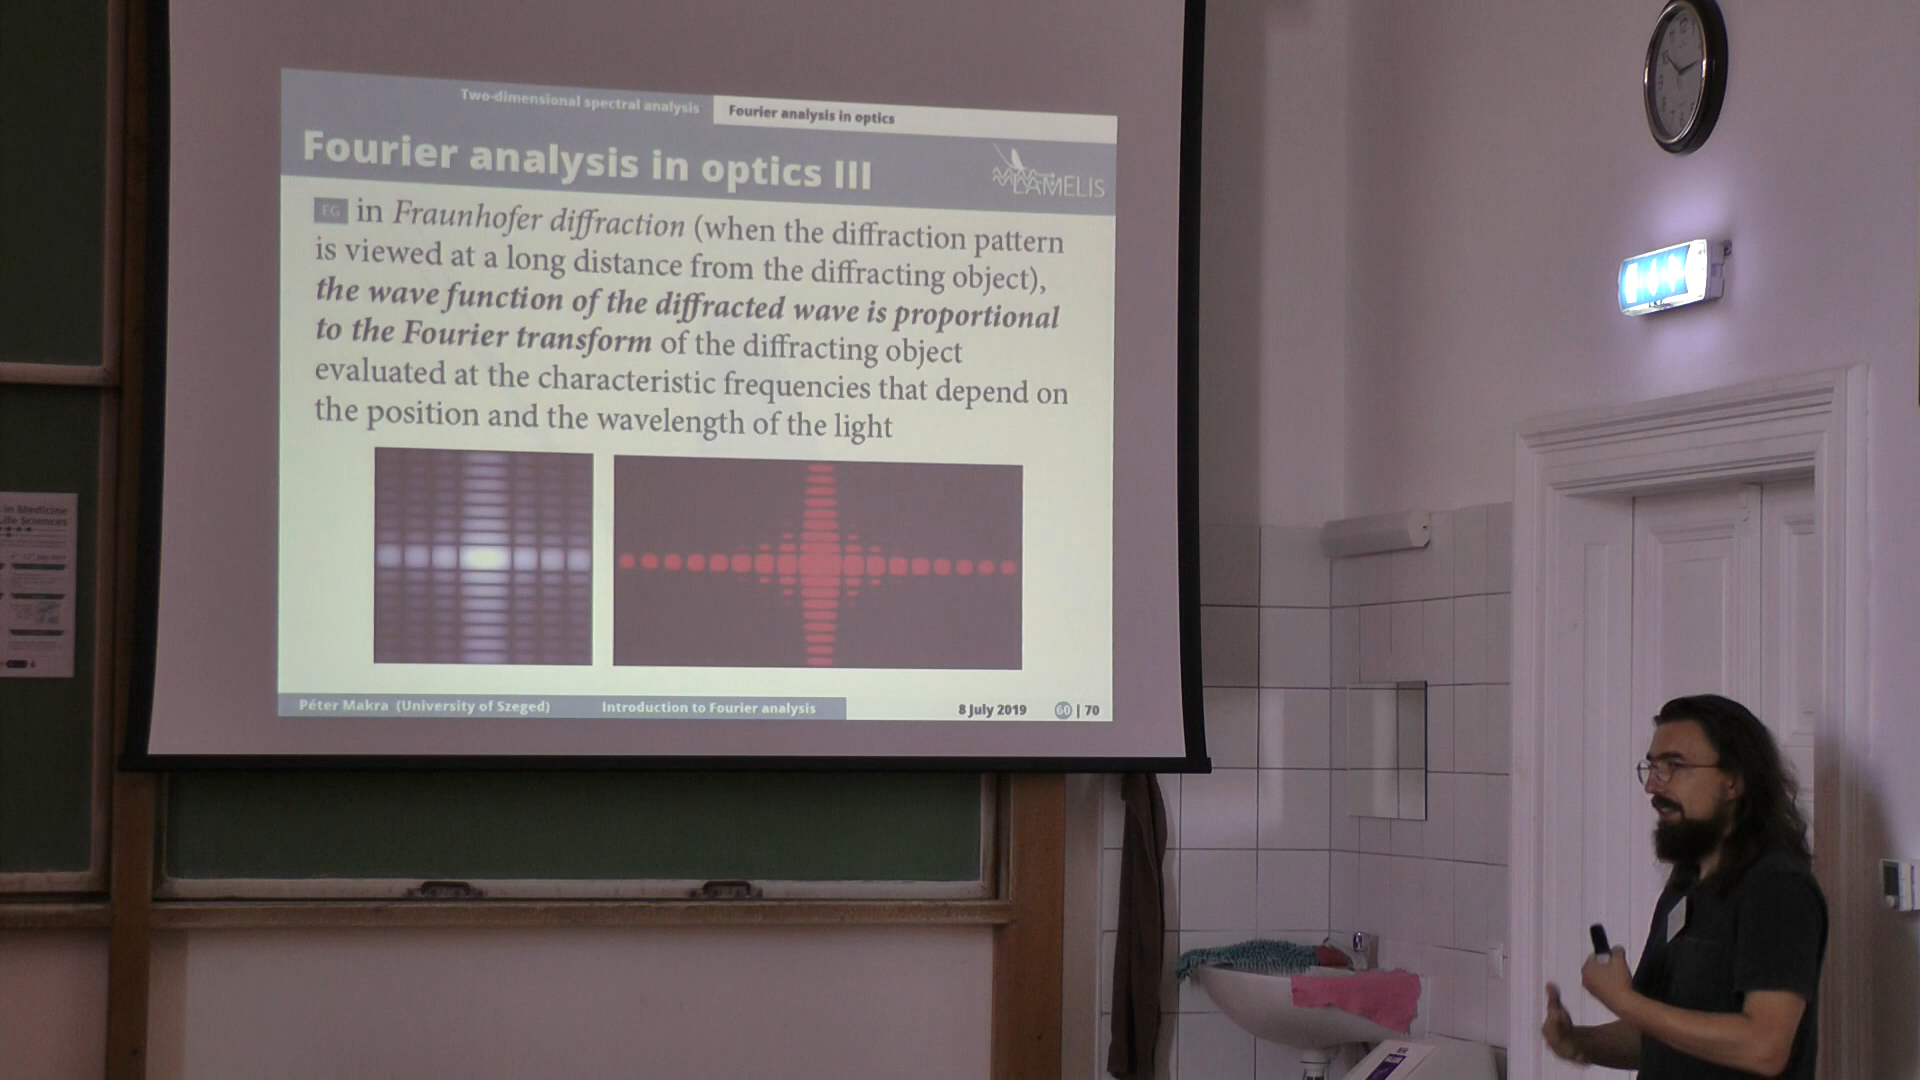 Two-dimensional spectral analysis
Fourier analysis in optics
Fourier analysis in optics III
LAMELIS
FG in Fraunhofer diffraction (when the diffraction pattern
is viewed at a long distance from the diffracting object),
the wave function of the diffracted wave is proportional
to the Fourier transform of the diffracting object
evaluated at the characteristic frequencies that depend on
the position and the wavelength of the light
Péter Makra (University of Szeged)
Introduction to Fourier analysis
8 July 2019
60 | 70
in Medicine
Life Sciences